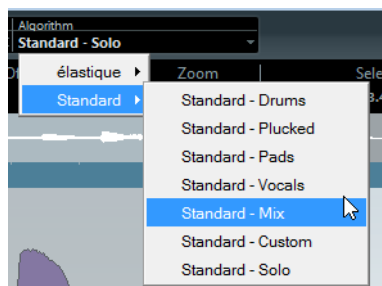 Algorithm
Standard - Solo
élastique
Zoom
Standard
Standard - Drums
Standard - Plucked
Standard - Pads
Standard - Vocals
Standard - Mix
Standard - Custom
Standard - Solo